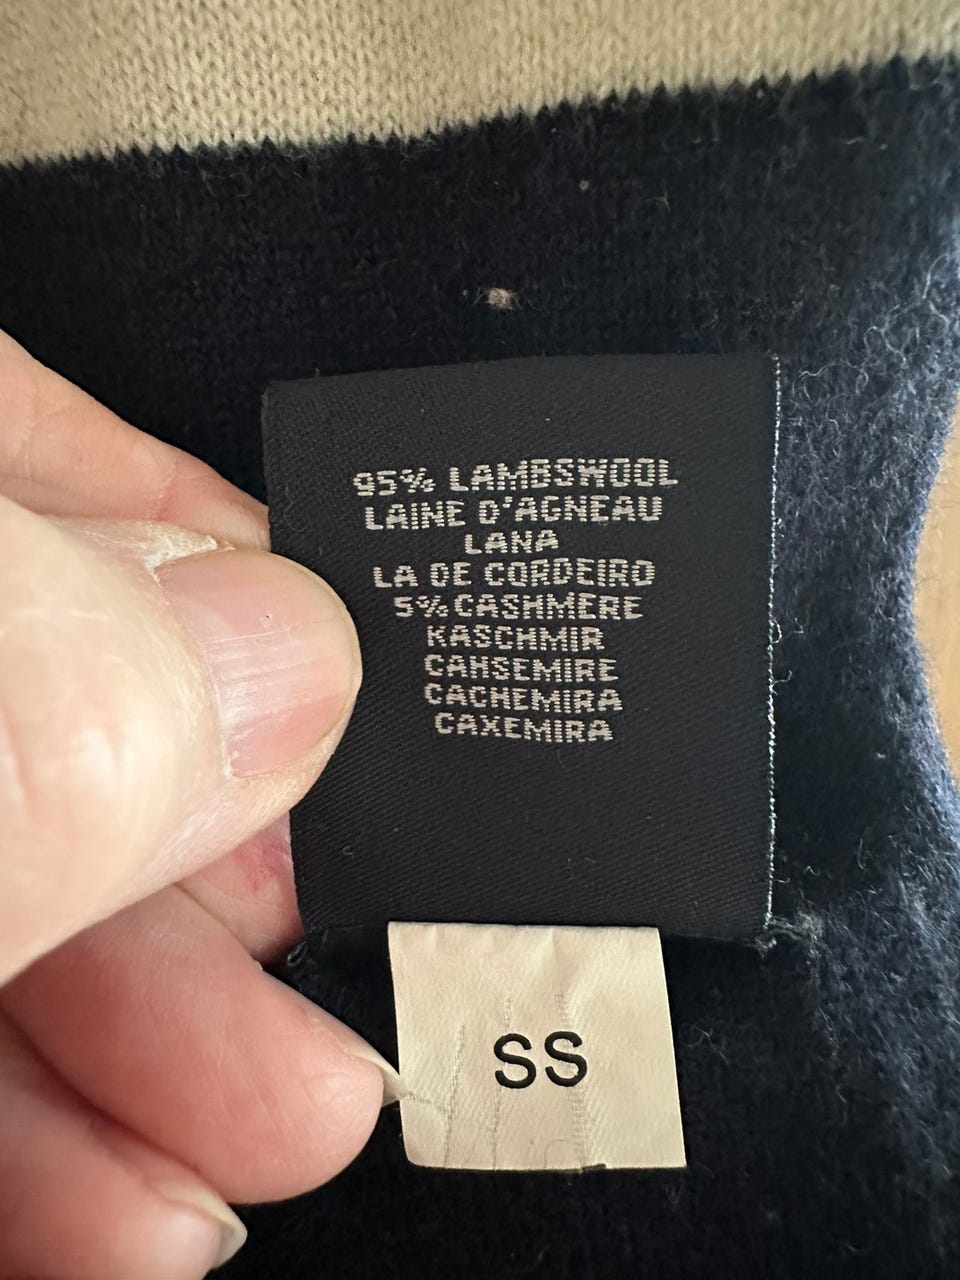 95% LAMBSWOOL
LAINE D'AGNEAU
LANA
LA DE CORDEIRO
5% CASHMERE
KASCHMIR
CAHSEMIRE
CACHEMIRA
CAXEMIRA
SS